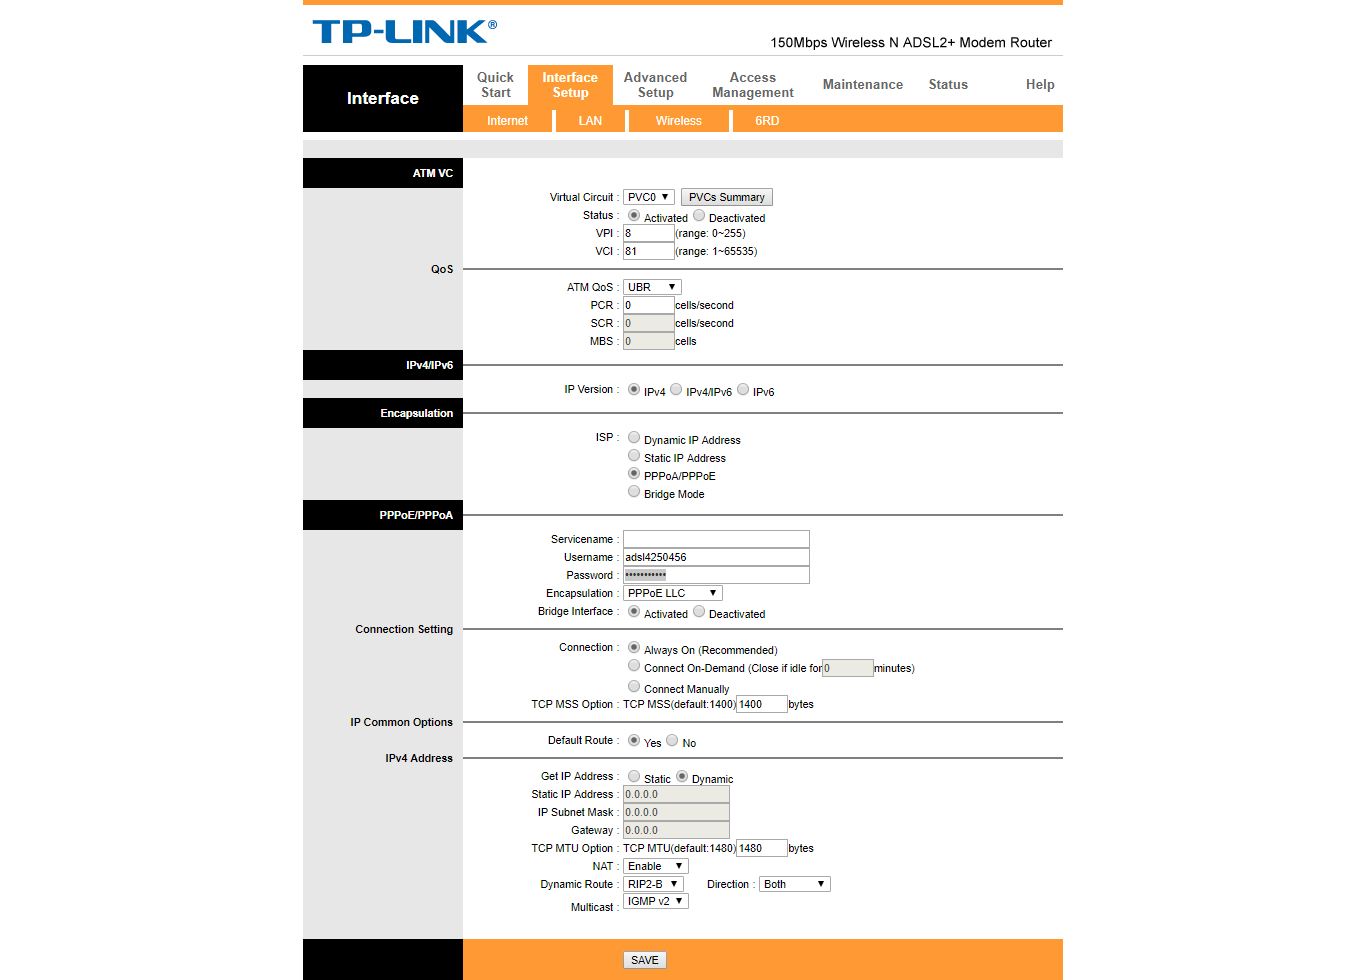 TP-LINK®
150Mbps Wireless N ADSL2+ Modem Router
Interface
Quick Start
Interface Setup
Advanced Setup
Access Management
Maintenance
Status
Help
Internet
LAN
Wireless
6RD
ATM VC
Virtual Circuit : PVC0 ▼ PVCs Summary
Status : Activated Deactivated
VPI : 8 (range: 0~255)
VCI : 81 (range: 1~65535)
QoS
ATM QoS : UBR ▼
PCR : 0 cells/second
SCR : 0 cells/second
MBS : 0 cells
IPv4/IPv6
IP Version : IPv4 IPv4/IPv6 IPv6
Encapsulation
ISP : Dynamic IP Address
Static IP Address
PPPoA/PPPoE
Bridge Mode
PPPoE/PPPoA
Servicename :
Username : adsl4250456
Password : •••••••••••
Encapsulation : PPPoE LLC ▼
Bridge Interface : Activated Deactivated
Connection Setting
Connection : Always On (Recommended)
Connect On-Demand (Close if idle for 0 minutes)
Connect Manually
TCP MSS Option : TCP MSS(default:1400) 1400 bytes
IP Common Options
Default Route : Yes No
IPv4 Address
Get IP Address : Static Dynamic
Static IP Address : 0.0.0.0
IP Subnet Mask : 0.0.0.0
Gateway : 0.0.0.0
TCP MTU Option : TCP MTU(default:1480) 1480 bytes
NAT : Enable ▼
Dynamic Route : RIP2-B ▼ Direction : Both ▼
Multicast : IGMP v2 ▼
SAVE